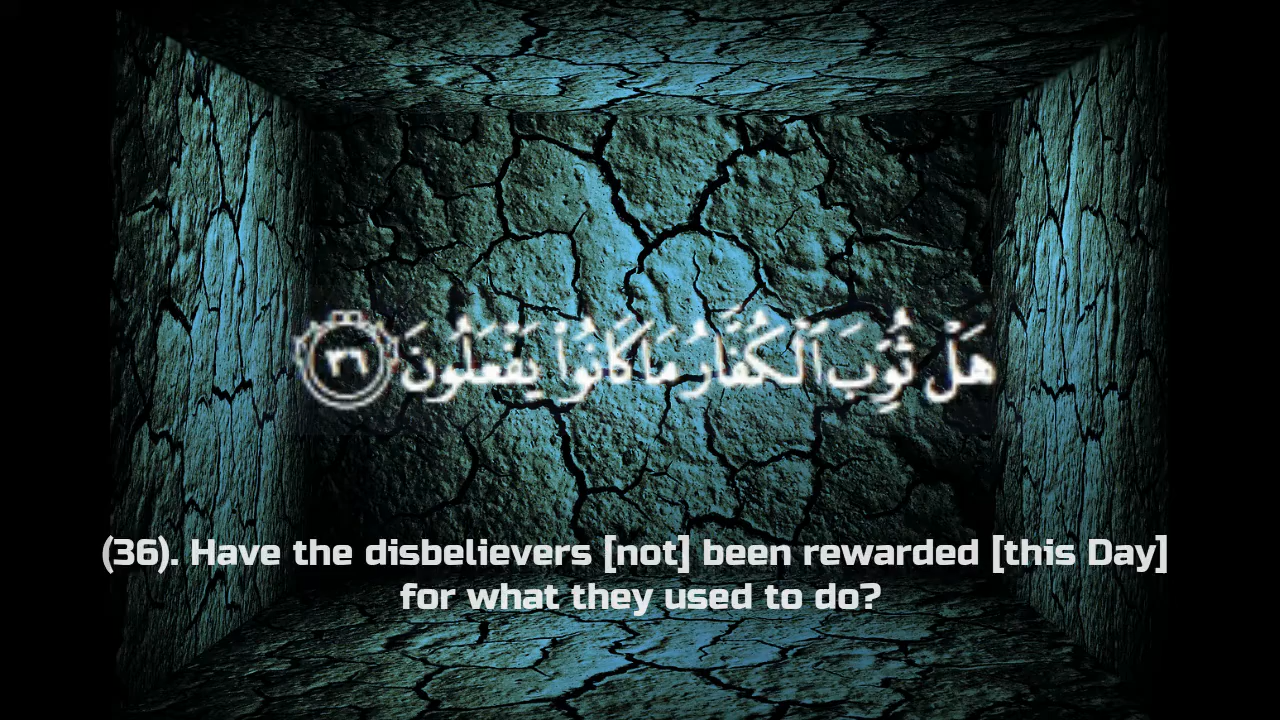 هَلْ ثُوِّبَ ٱلْكُفَّارُ مَا كَانُوا۟ يَفْعَلُونَ ٣٦
(36). Have the disbelievers [not] been rewarded [this Day]
for what they used to do?